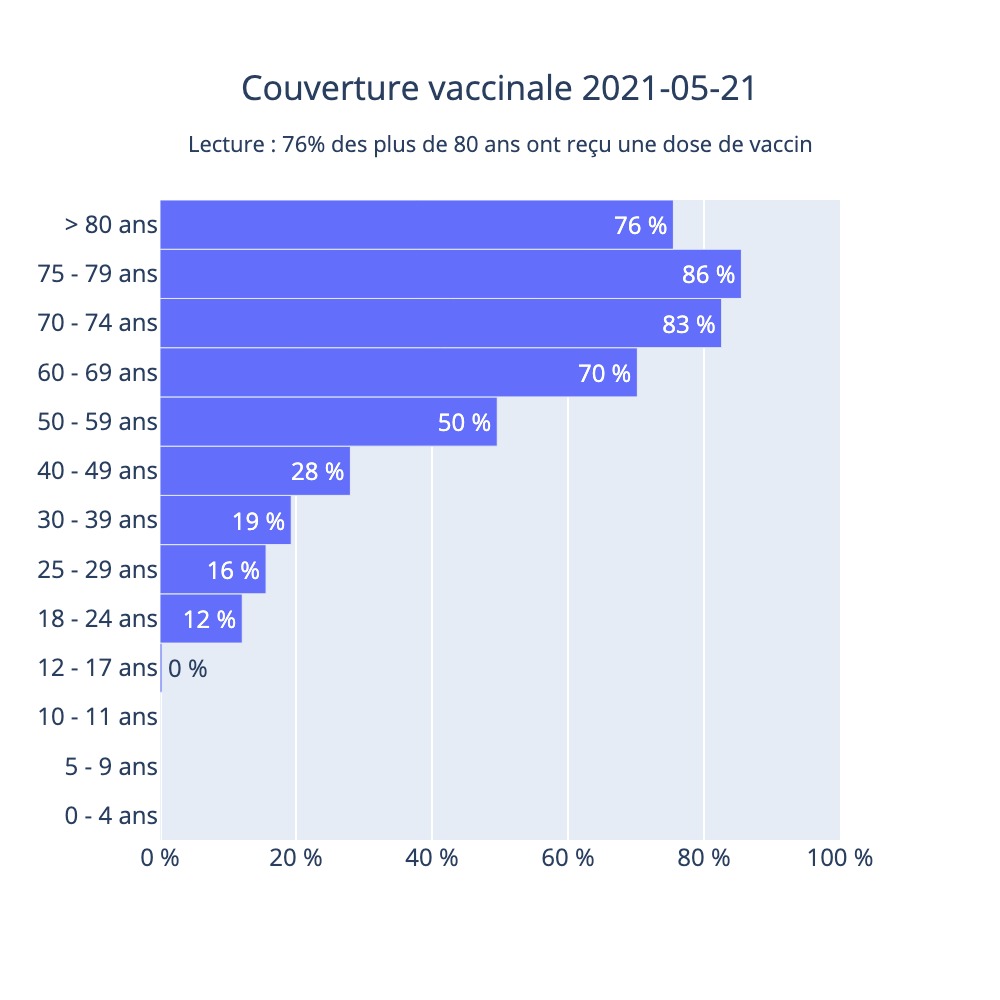 Couverture vaccinale 2021-05-21
Lecture : 76% des plus de 80 ans ont reçu une dose de vaccin
> 80 ans 76 %
75 - 79 ans 86 %
70 - 74 ans 83 %
60 - 69 ans 70 %
50 - 59 ans 50 %
40 - 49 ans 28 %
30 - 39 ans 19 %
25 - 29 ans 16 %
18 - 24 ans 12 %
12 - 17 ans 0 %
10 - 11 ans
5 - 9 ans
0 - 4 ans
0 % 20 % 40 % 60 % 80 % 100 %